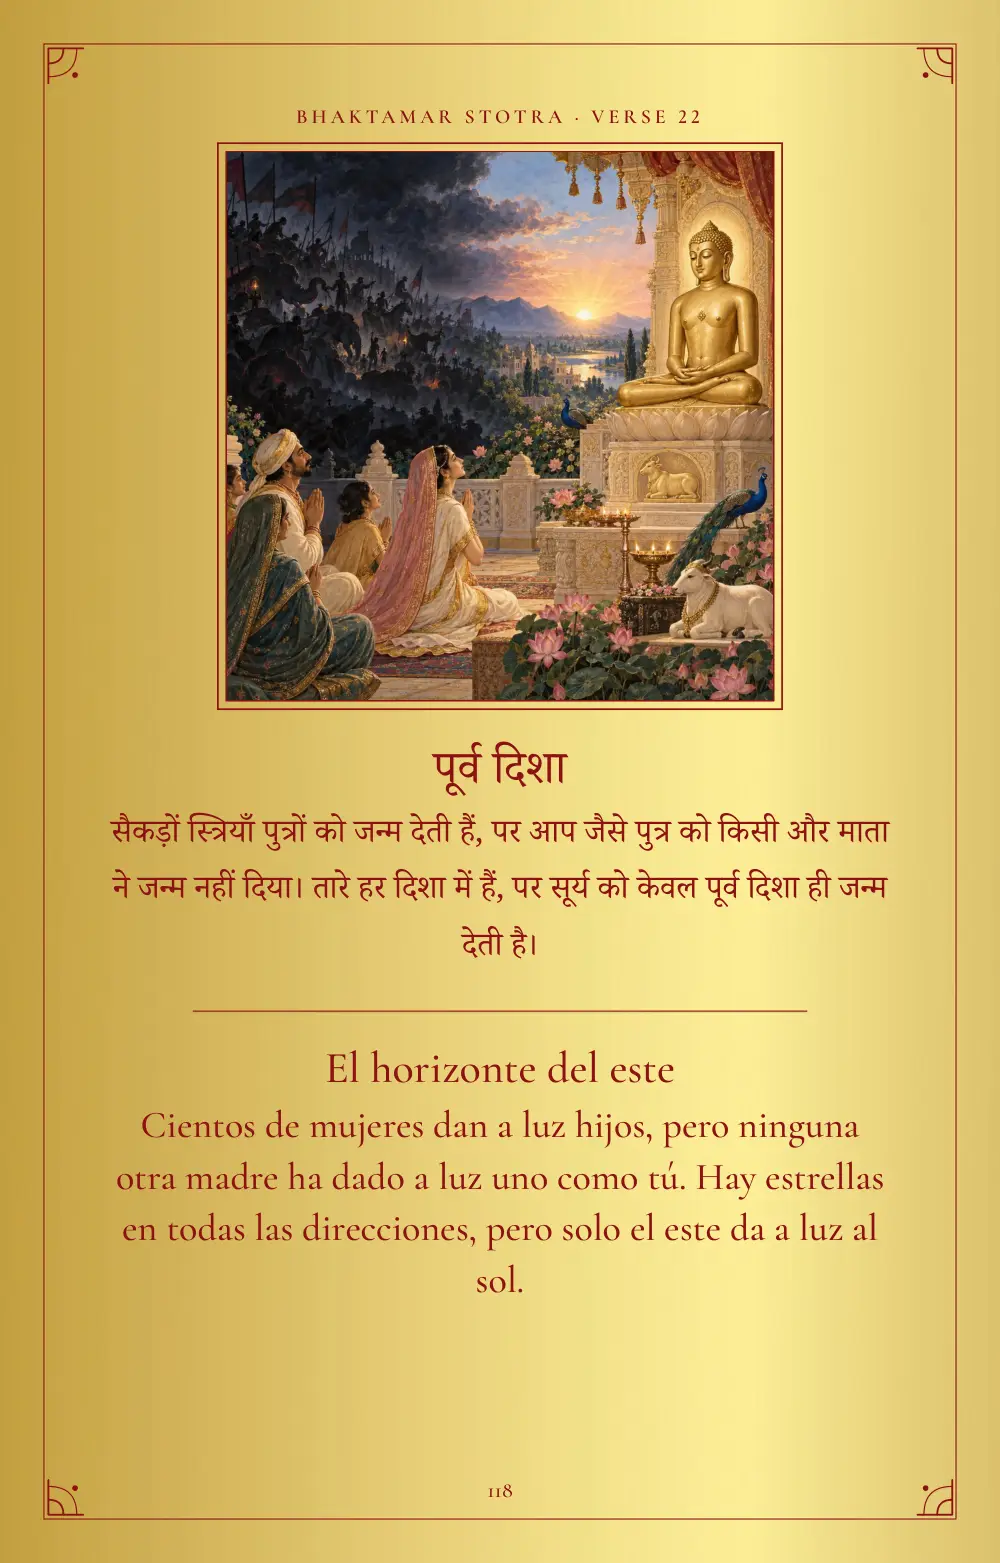 BHAKTAMAR STOTRA · VERSE 22
पूर्व दिशा
सैकड़ों स्त्रियाँ पुत्रों को जन्म देती हैं, पर आप जैसे पुत्र को किसी और माता
ने जन्म नहीं दिया। तारे हर दिशा में हैं, पर सूर्य को केवल पूर्व दिशा ही जन्म
देती है।
El horizonte del este
Cientos de mujeres dan a luz hijos, pero ninguna
otra madre ha dado a luz uno como tú. Hay estrellas
en todas las direcciones, pero solo el este da a luz al
sol.
118